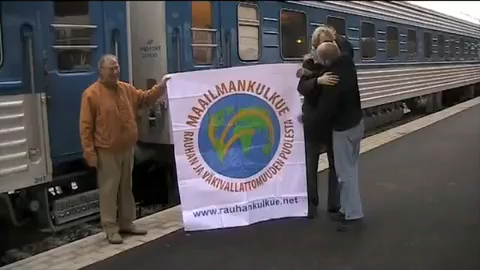 MAAILMANKULKUE
RAUHAN JA VÄKIVALLATTOMUUDEN PUOLESTA
www.rauhankulkue.net